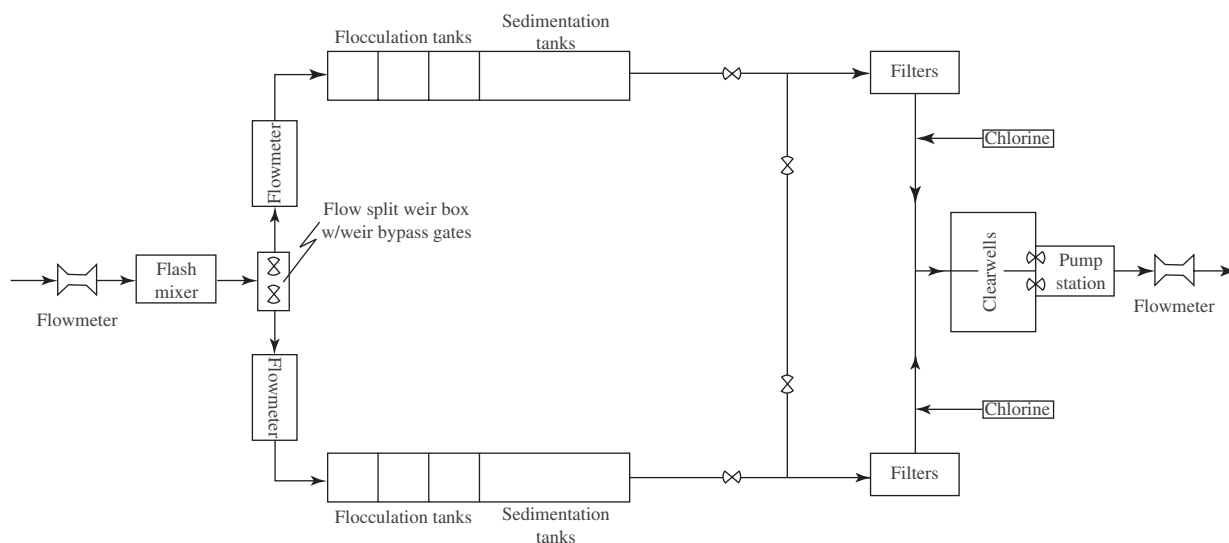 Sedimentation
tanks
Flocculation tanks
Filters
Chlorine
Flowmeter
Flow split weir box
w/weir bypass gates
Flash
mixer
Flowmeter
Clearwells
Pump
station
Flowmeter
Flowmeter
Chlorine
Filters
Flocculation tanks
Sedimentation
tanks